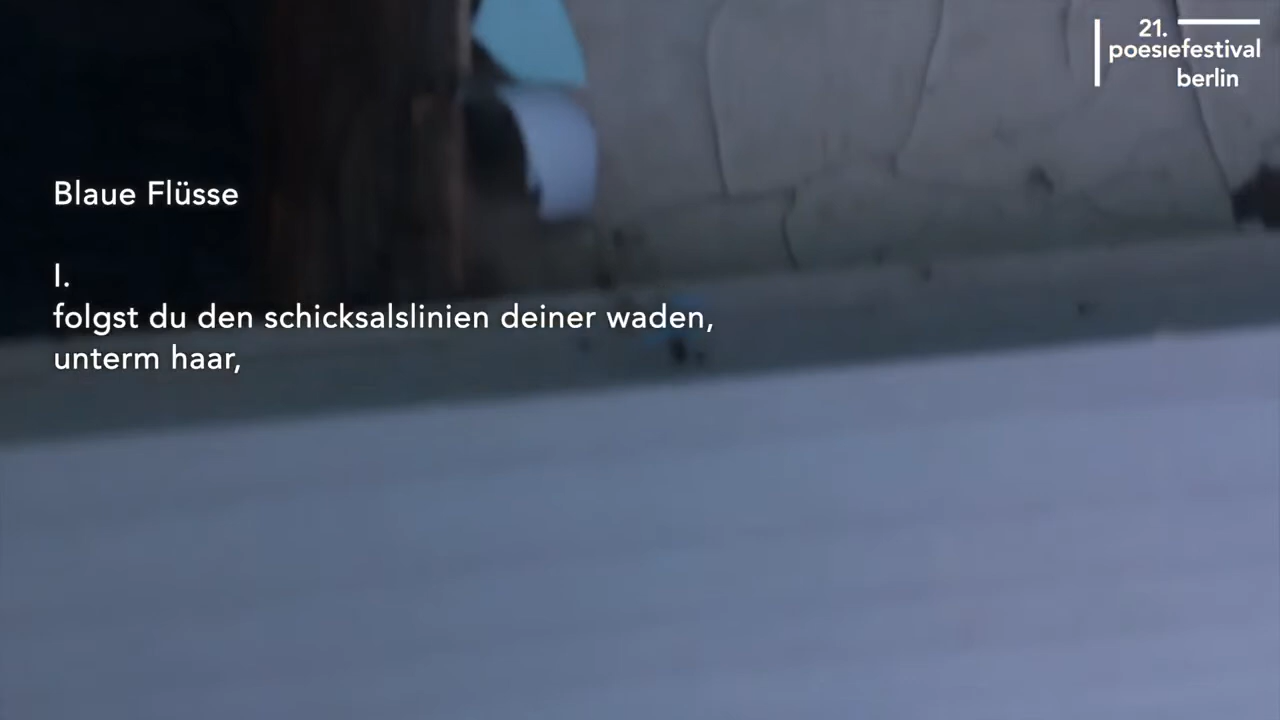 21.
poesiefestival
berlin
Blaue Flüsse
I.
folgst du den schicksalslinien deiner waden,
unterm haar,